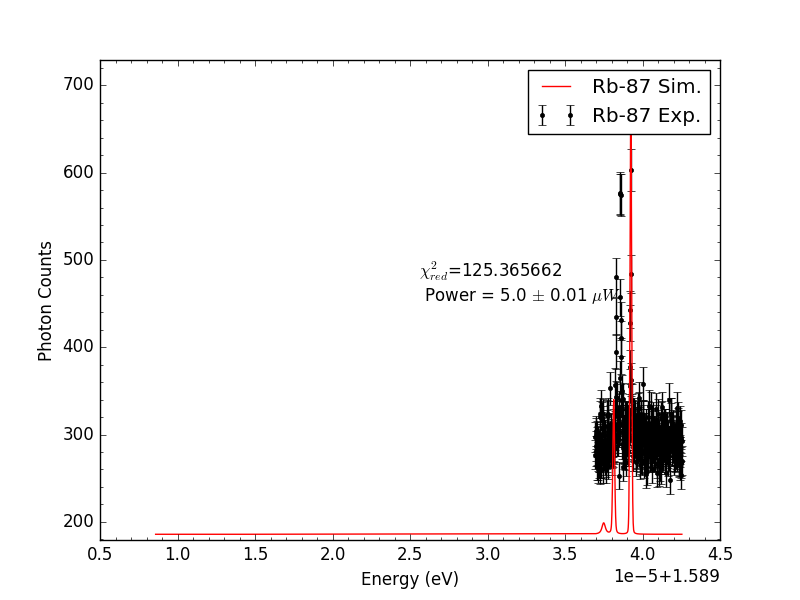 700
600
500
400
300
200
Photon Counts
Rb-87 Sim.
Rb-87 Exp.
χ²red=125.365662
Power = 5.0 ± 0.01 μW
0.5 1.0 1.5 2.0 2.5 3.0 3.5 4.0 4.5
1e−5+1.589
Energy (eV)